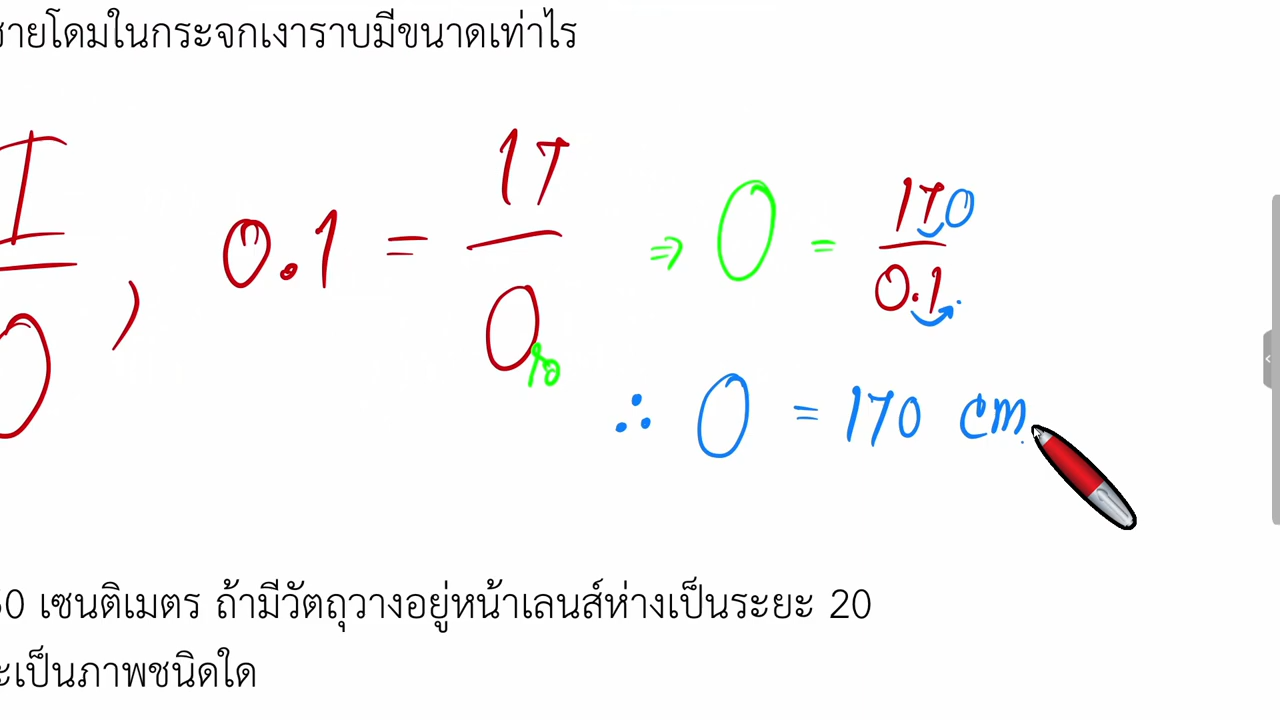 ชายโดมในกระจกเงาราบมีขนาดเท่าไร
I/O , 0.1 = 17/O ⇒ O = 170/0.1
∴ O = 170 cm
60 เซนติเมตร ถ้ามีวัตถุวางอยู่หน้าเลนส์ห่างเป็นระยะ 20
ะเป็นภาพชนิดใด